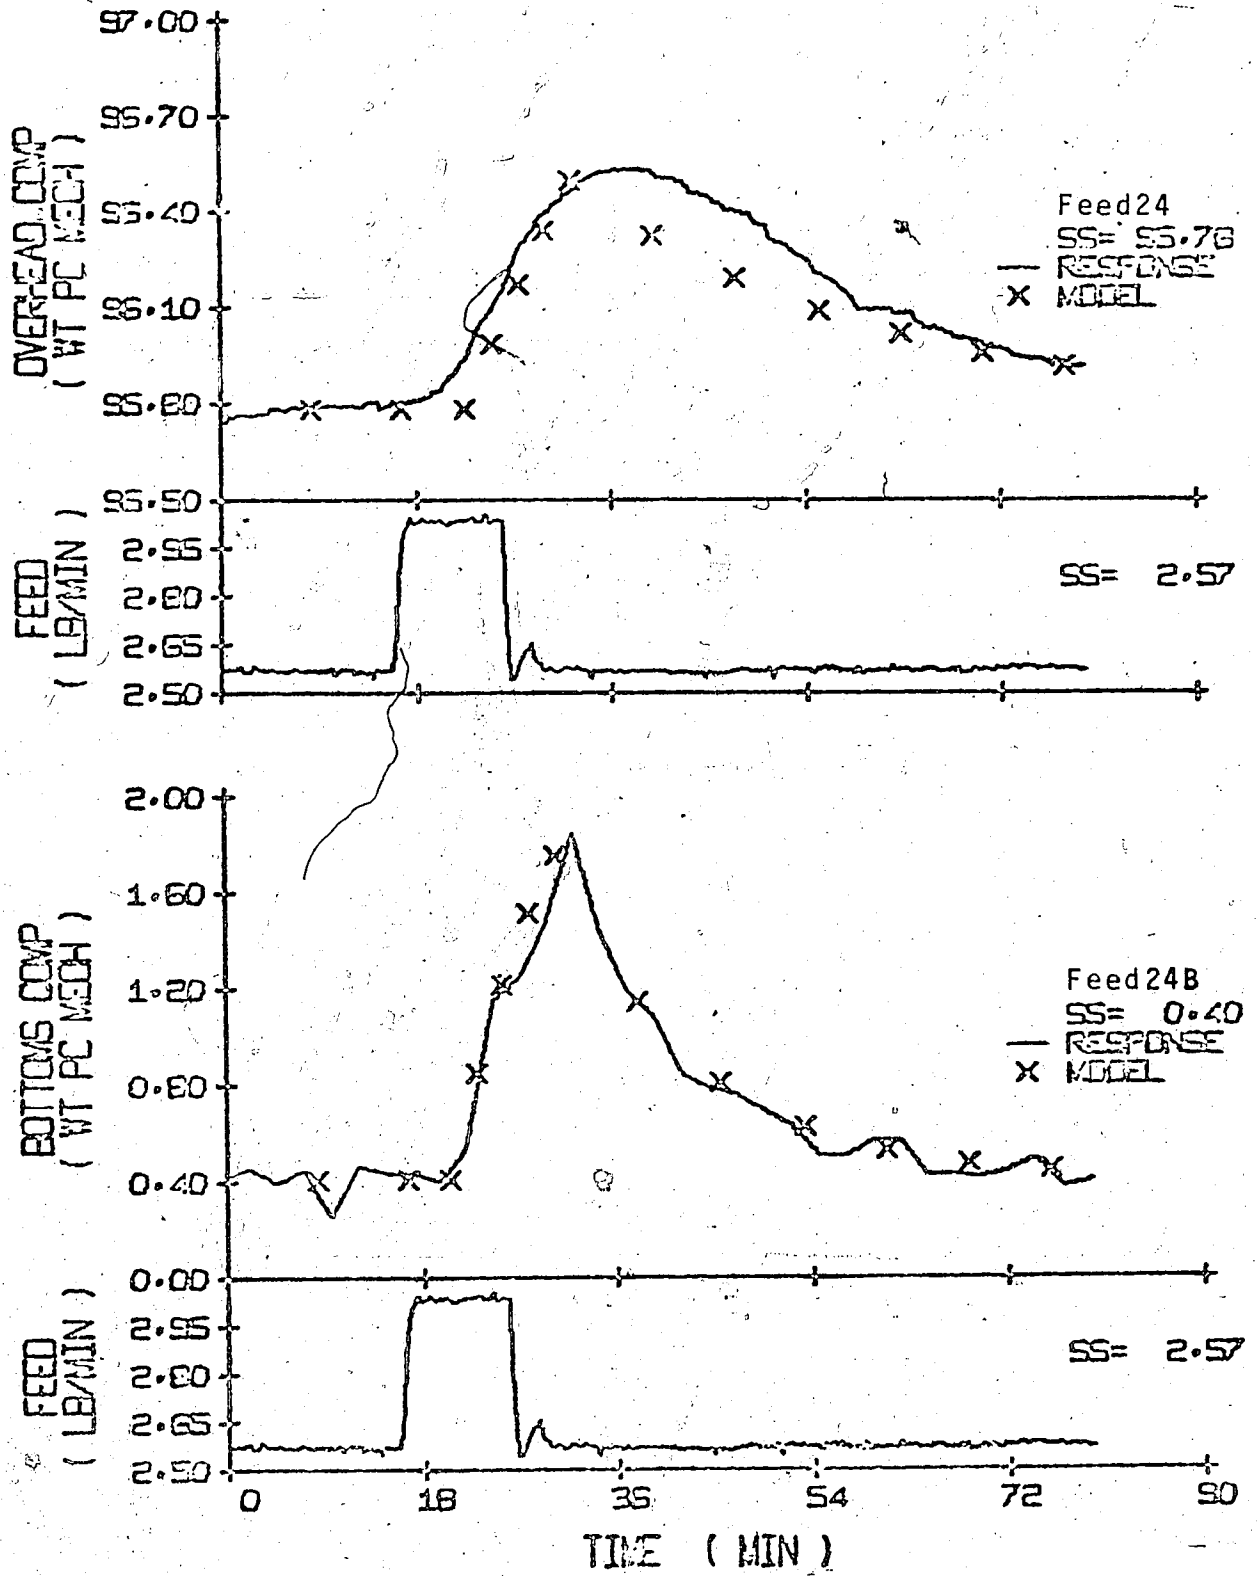 97.00
96.70
96.40
96.10
95.80
95.50
OVERHEAD COMP
( WT PC MEOH )
Feed24
SS= 95.78
RESPONSE
MODEL
FEED
( LB/MIN )
2.95
2.80
2.65
2.50
SS= 2.57
2.00
1.60
1.20
0.80
0.40
0.00
BOTTOMS COMP
( WT PC MEOH )
Feed24B
SS= 0.40
RESPONSE
MODEL
FEED
( LB/MIN )
2.95
2.80
2.65
2.50
SS= 2.57
0 18 36 54 72 90
TIME ( MIN )